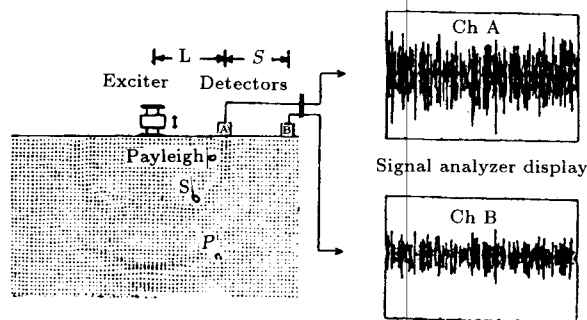 L S
Exciter Detectors
A B
Payleigh
S
P
Ch A
Signal analyzer display
Ch B